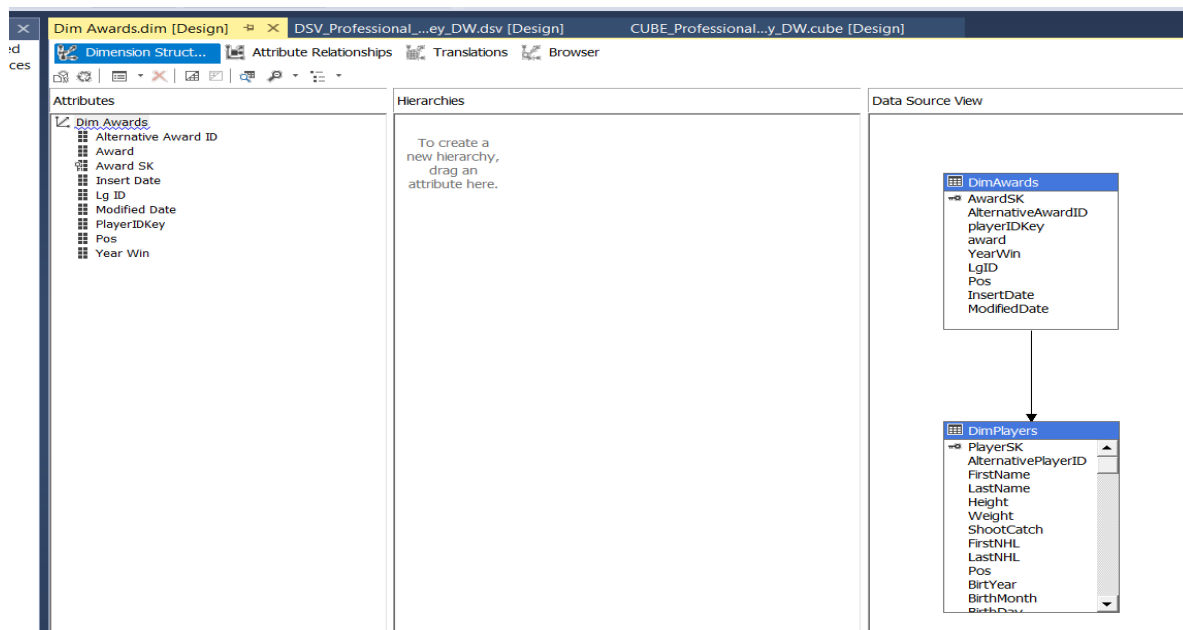 ed
ces
Dim Awards.dim [Design]
DSV_Professional_...ey_DW.dsv [Design]
CUBE_Professional...y_DW.cube [Design]
Dimension Struct...
Attribute Relationships
Translations
Browser
Attributes
Dim Awards
Alternative Award ID
Award
Award SK
Insert Date
Lg ID
Modified Date
PlayerIDKey
Pos
Year Win
Hierarchies
To create a
new hierarchy,
drag an
attribute here.
Data Source View
DimAwards
AwardSK
AlternativeAwardID
playerIDKey
award
YearWin
LgID
Pos
InsertDate
ModifiedDate
DimPlayers
PlayerSK
AlternativePlayerID
FirstName
LastName
Height
Weight
ShootCatch
FirstNHL
LastNHL
Pos
BirtYear
BirthMonth
BirthDay